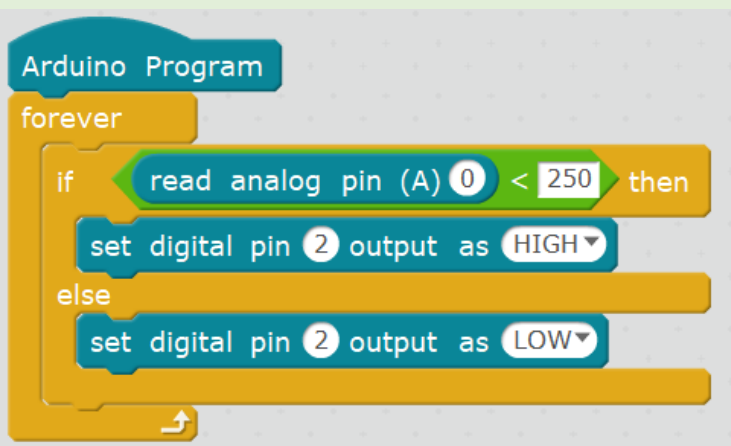 Arduino Program
forever
if read analog pin (A) 0 < 250 then
set digital pin 2 output as HIGH
else
set digital pin 2 output as LOW